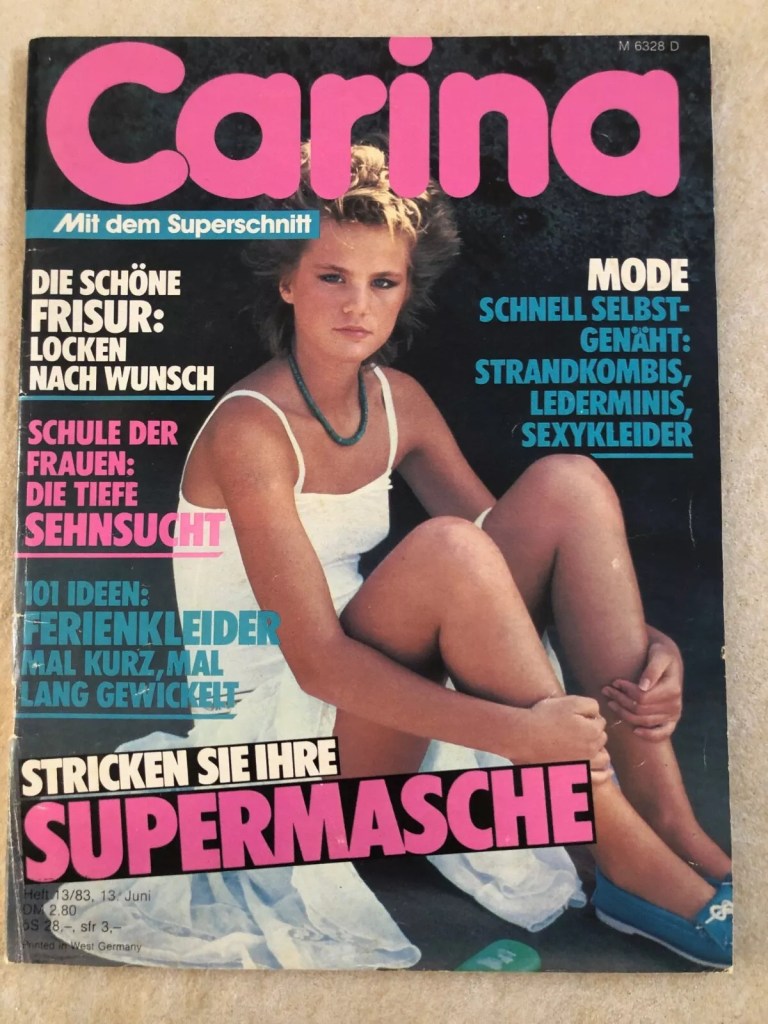 M 6328 D
Carina
Mit dem Superschnitt
DIE SCHÖNE
FRISUR:
LOCKEN
NACH WUNSCH
MODE
SCHNELL SELBST-
GENÄHT:
STRANDKOMBIS,
LEDERMINIS,
SEXYKLEIDER
SCHULE DER
FRAUEN:
DIE TIEFE
SEHNSUCHT
101 IDEEN:
FERIENKLEIDER
MAL KURZ, MAL
LANG GEWICKELT
STRICKEN SIE IHRE
SUPERMASCHE
Heft 13/83, 13. Juni
DM 2.80
öS 28,–, sfr 3,–
Printed in West Germany